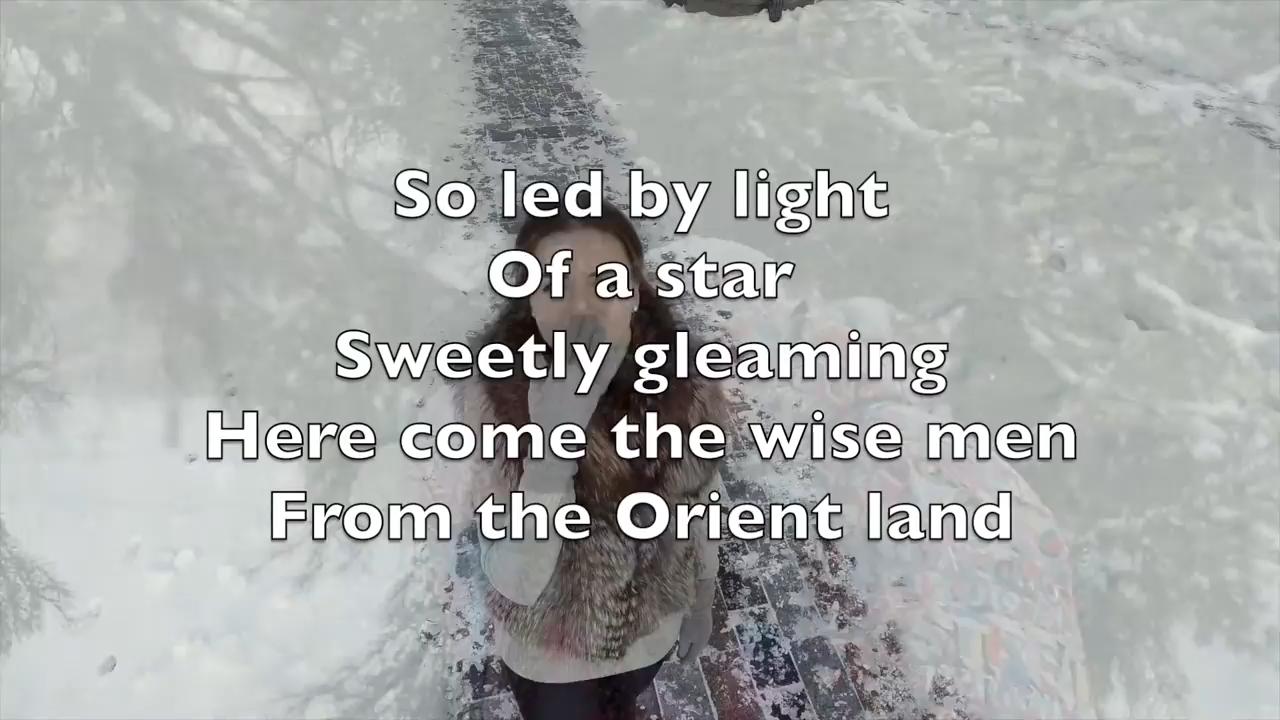 So led by light
Of a star
Sweetly gleaming
Here come the wise men
From the Orient land